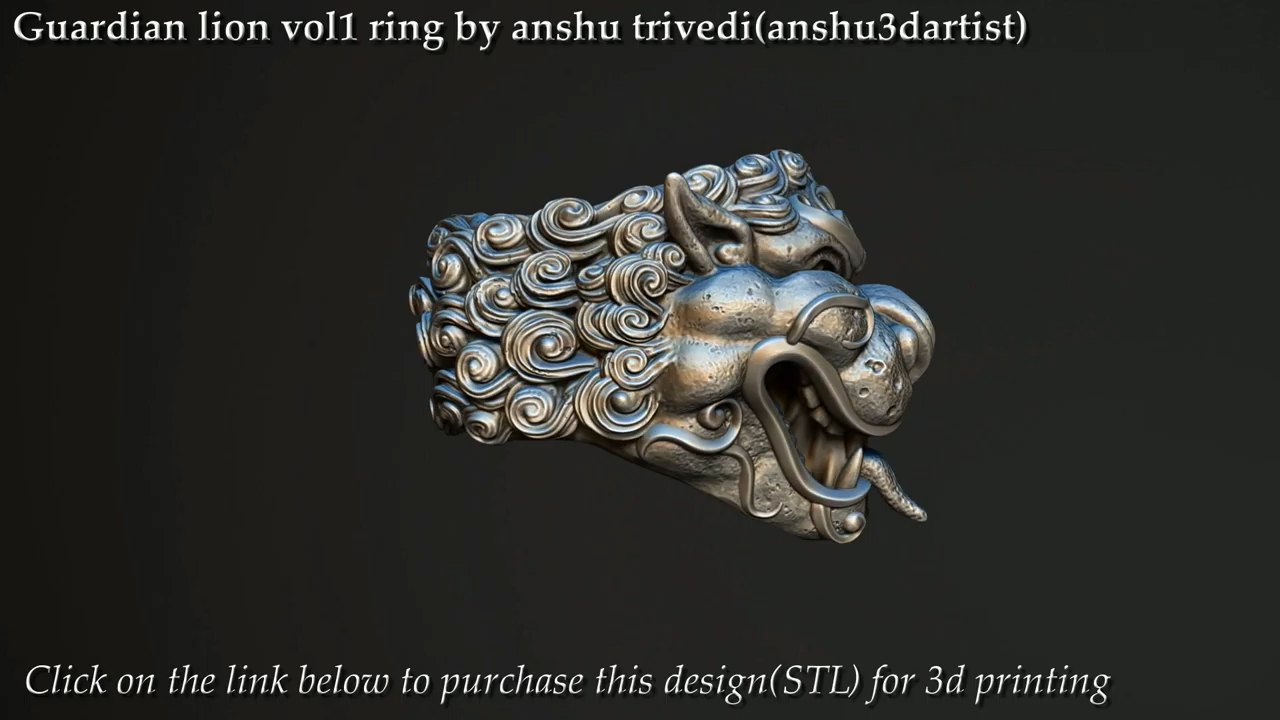 Guardian lion vol1 ring by anshu trivedi(anshu3dartist)
Click on the link below to purchase this design(STL) for 3d printing